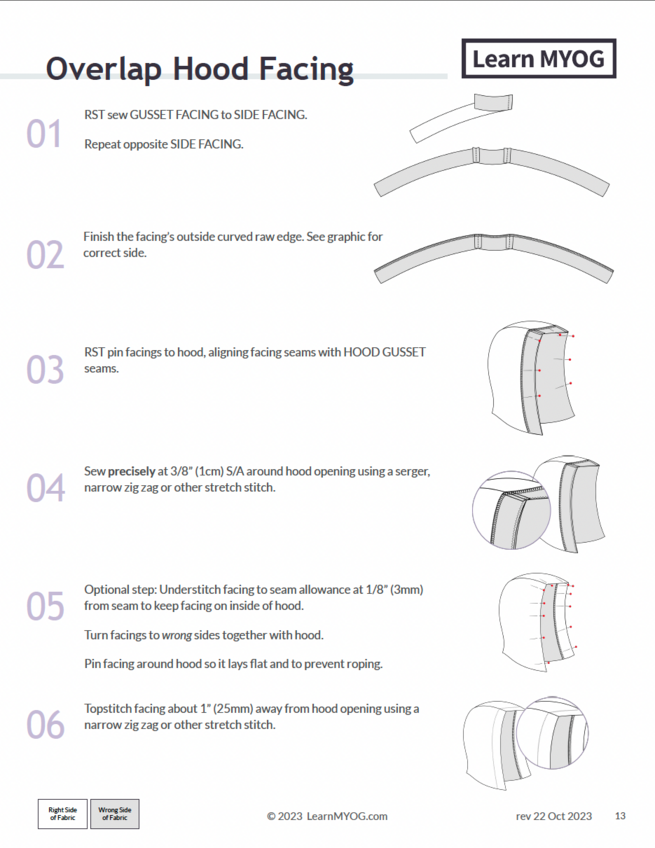 Overlap Hood Facing
Learn MYOG
01
RST sew GUSSET FACING to SIDE FACING.
Repeat opposite SIDE FACING.
02
Finish the facing's outside curved raw edge. See graphic for
correct side.
03
RST pin facings to hood, aligning facing seams with HOOD GUSSET
seams.
04
Sew precisely at 3/8" (1cm) S/A around hood opening using a serger,
narrow zig zag or other stretch stitch.
05
Optional step: Understitch facing to seam allowance at 1/8" (3mm)
from seam to keep facing on inside of hood.
Turn facings to wrong sides together with hood.
Pin facing around hood so it lays flat and to prevent roping.
06
Topstitch facing about 1" (25mm) away from hood opening using a
narrow zig zag or other stretch stitch.
Right Side
of Fabric
Wrong Side
of Fabric
© 2023 LearnMYOG.com
rev 22 Oct 2023
13